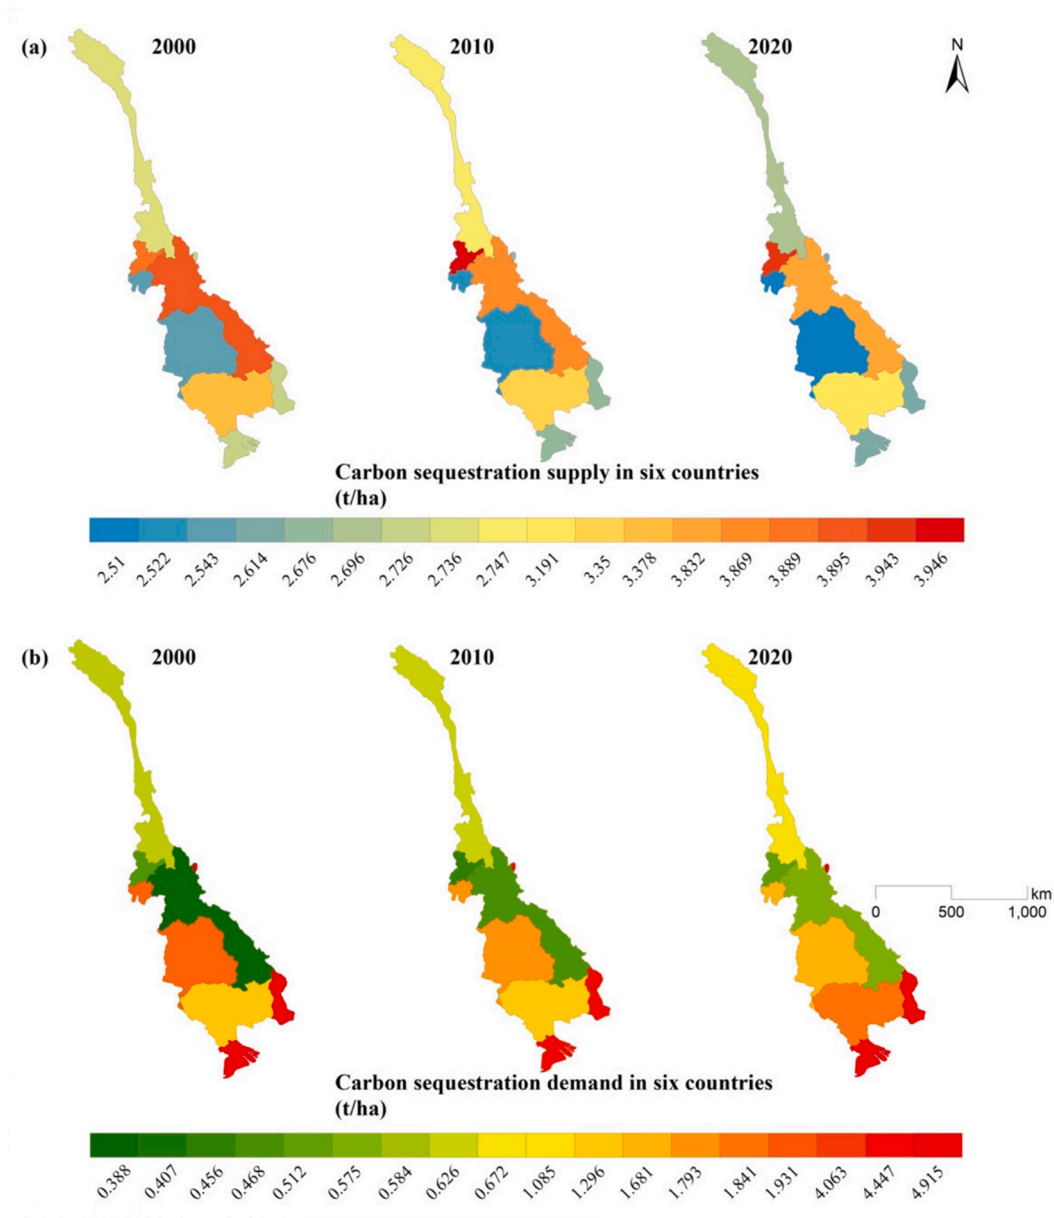 (a) 2000 2010 2020 N
Carbon sequestration supply in six countries
(t/ha)
2.51 2.522 2.543 2.614 2.676 2.696 2.726 2.736 2.747 3.191 3.35 3.378 3.832 3.869 3.889 3.895 3.943 3.946
(b) 2000 2010 2020
km
0 500 1,000
Carbon sequestration demand in six countries
(t/ha)
0.388 0.407 0.456 0.468 0.512 0.575 0.584 0.626 0.672 1.085 1.296 1.681 1.793 1.841 1.931 4.063 4.447 4.915